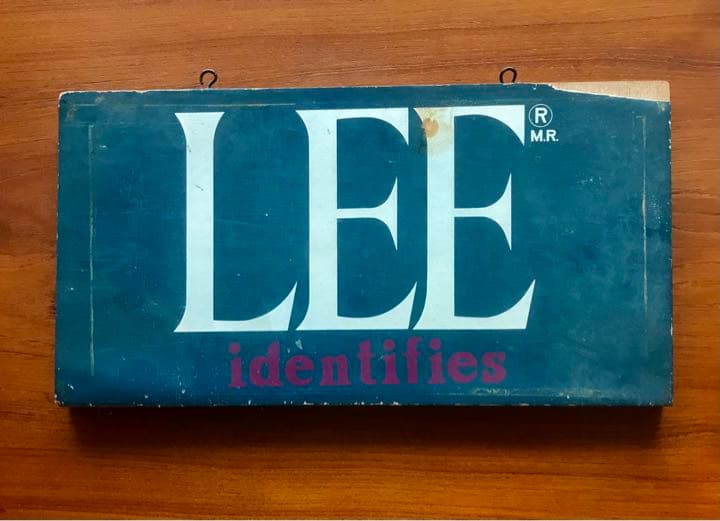 LEE ®
M.R.
identifies